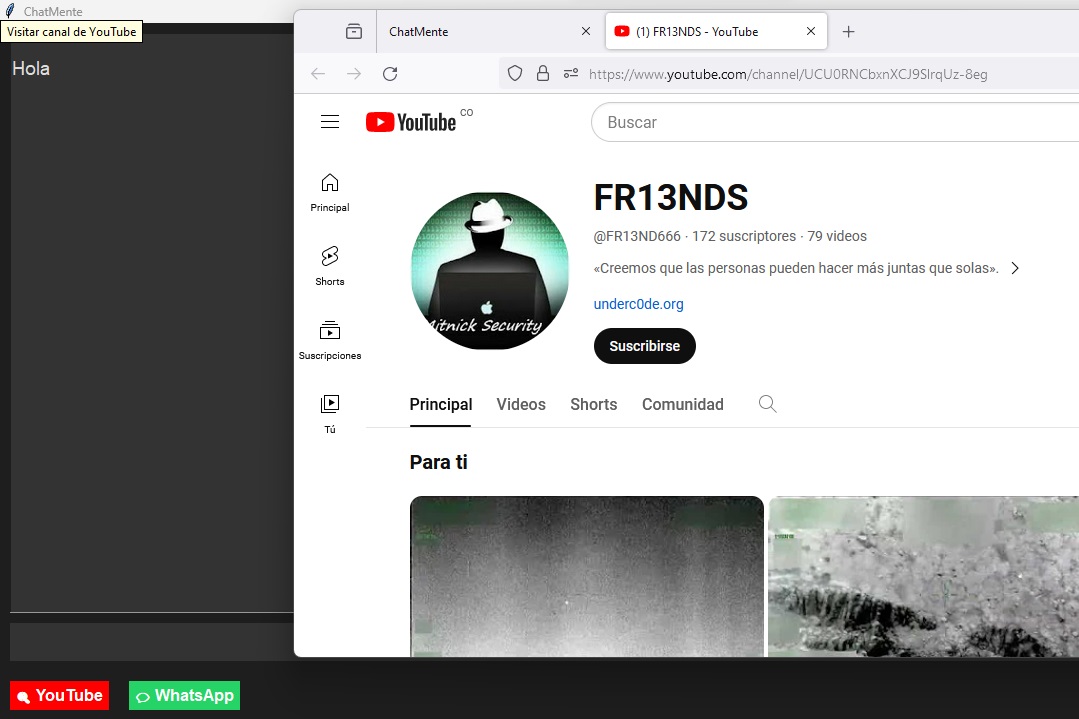 ChatMente
Visitar canal de YouTube
Hola
YouTube
WhatsApp
ChatMente
(1) FR13NDS - YouTube
https://www.youtube.com/channel/UCU0RNCbxnXCJ9SlrqUz-8eg
YouTube CO
Buscar
Principal
Shorts
Suscripciones
Tú
Mitnick Security
FR13NDS
@FR13ND666 · 172 suscriptores · 79 videos
«Creemos que las personas pueden hacer más juntas que solas».
underc0de.org
Suscribirse
Principal Videos Shorts Comunidad
Para ti